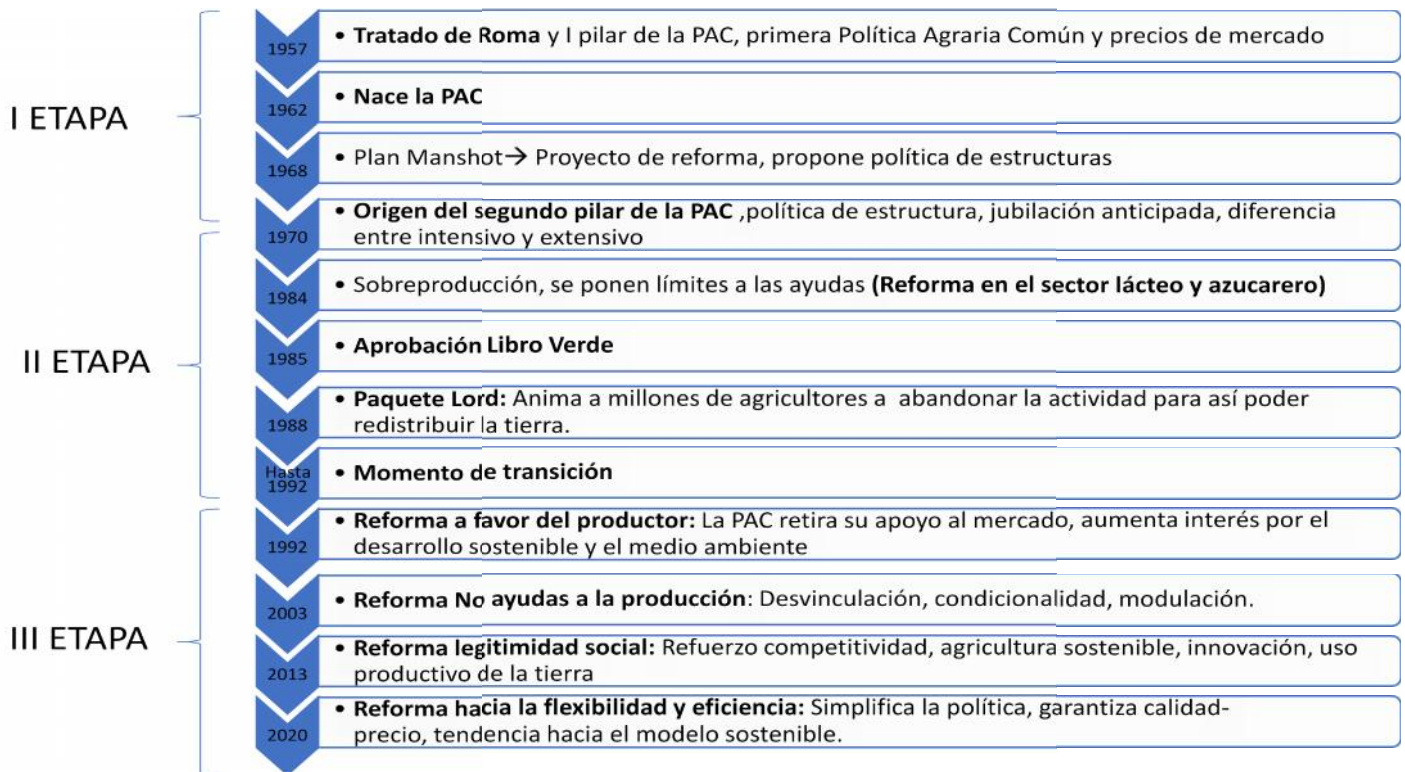 I ETAPA
1957
• Tratado de Roma y I pilar de la PAC, primera Política Agraria Común y precios de mercado
1962
• Nace la PAC
1968
• Plan Manshot→ Proyecto de reforma, propone política de estructuras
II ETAPA
1970
• Origen del segundo pilar de la PAC ,política de estructura, jubilación anticipada, diferencia
entre intensivo y extensivo
1984
• Sobreproducción, se ponen límites a las ayudas (Reforma en el sector lácteo y azucarero)
1985
• Aprobación Libro Verde
1988
• Paquete Lord: Anima a millones de agricultores a abandonar la actividad para así poder
redistribuir la tierra.
Hasta
1992
• Momento de transición
III ETAPA
1992
• Reforma a favor del productor: La PAC retira su apoyo al mercado, aumenta interés por el
desarrollo sostenible y el medio ambiente
2003
• Reforma No ayudas a la producción: Desvinculación, condicionalidad, modulación.
2013
• Reforma legitimidad social: Refuerzo competitividad, agricultura sostenible, innovación, uso
productivo de la tierra
2020
• Reforma hacia la flexibilidad y eficiencia: Simplifica la política, garantiza calidad-
precio, tendencia hacia el modelo sostenible.